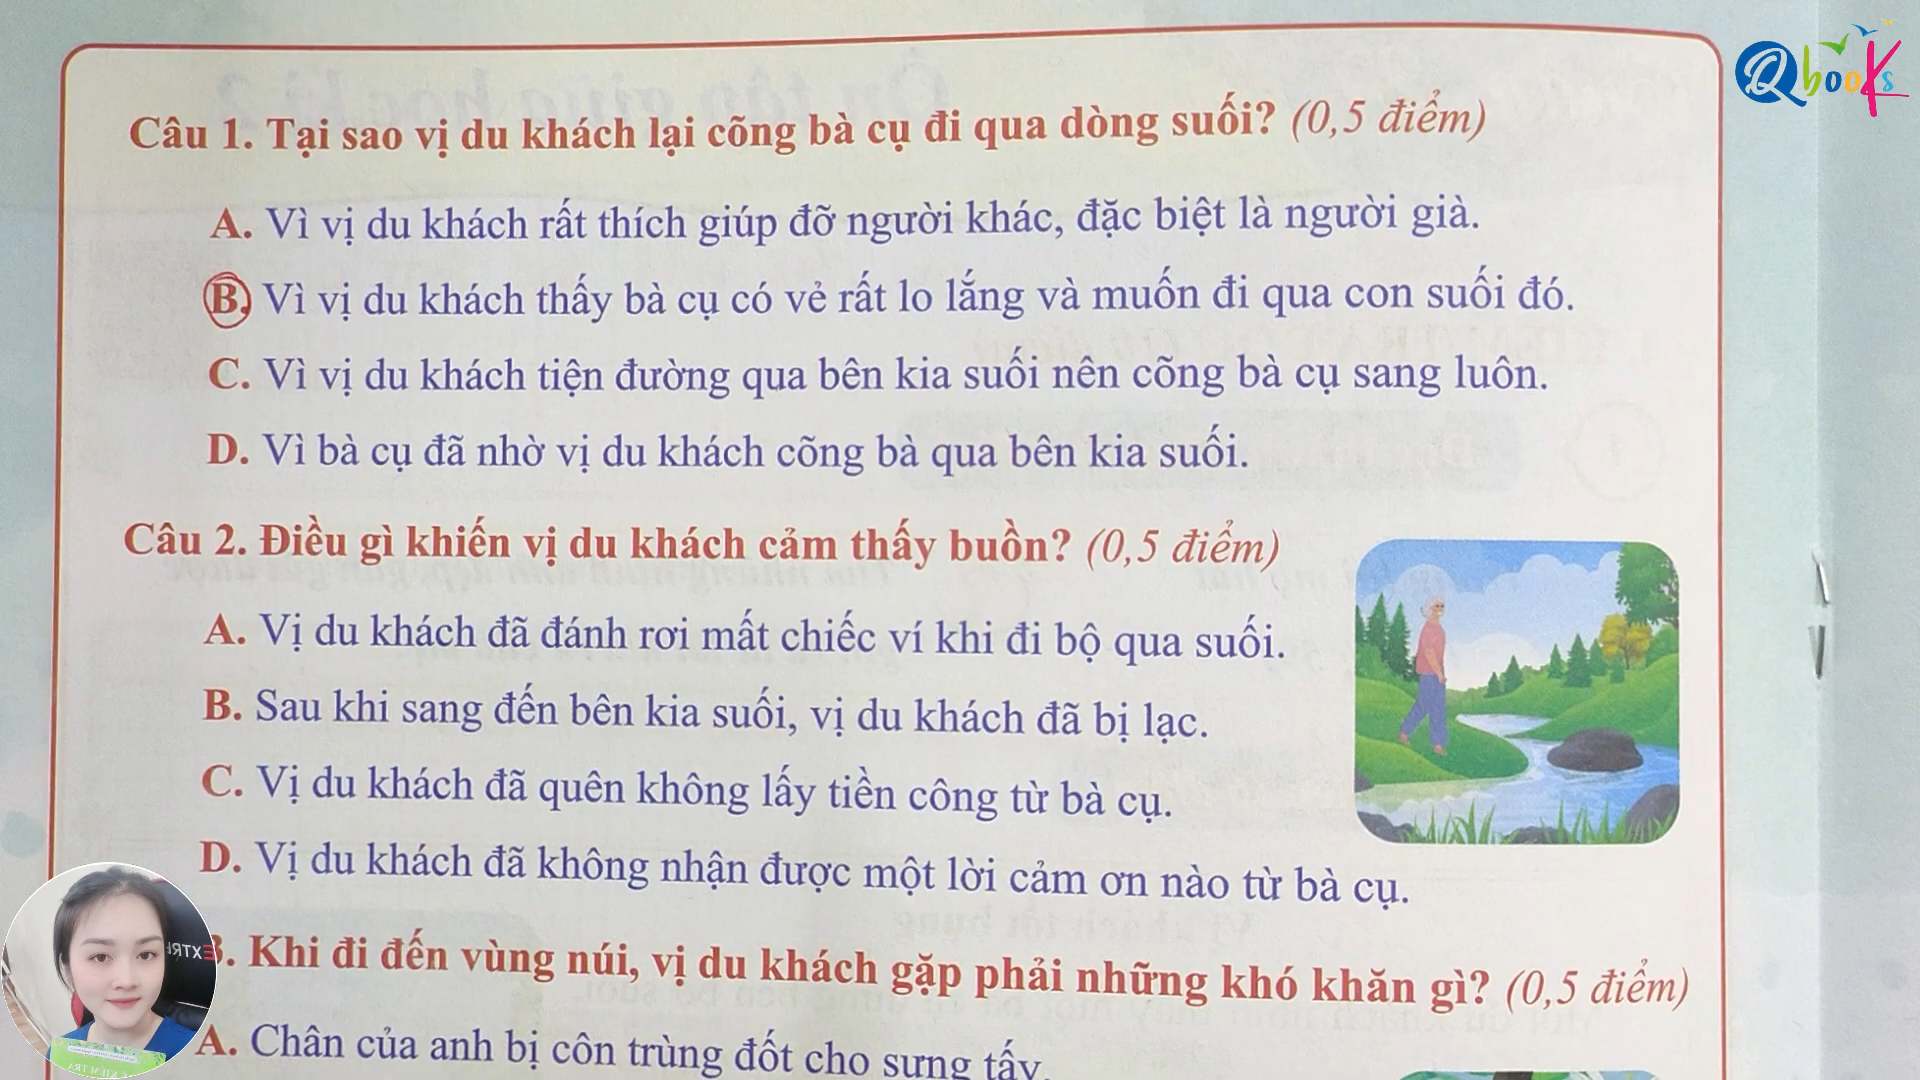 Qbooks
Câu 1. Tại sao vị du khách lại cõng bà cụ đi qua dòng suối? (0,5 điểm)
A. Vì vị du khách rất thích giúp đỡ người khác, đặc biệt là người già.
B. Vì vị du khách thấy bà cụ có vẻ rất lo lắng và muốn đi qua con suối đó.
C. Vì vị du khách tiện đường qua bên kia suối nên cõng bà cụ sang luôn.
D. Vì bà cụ đã nhờ vị du khách cõng bà qua bên kia suối.
Câu 2. Điều gì khiến vị du khách cảm thấy buồn? (0,5 điểm)
A. Vị du khách đã đánh rơi mất chiếc ví khi đi bộ qua suối.
B. Sau khi sang đến bên kia suối, vị du khách đã bị lạc.
C. Vị du khách đã quên không lấy tiền công từ bà cụ.
D. Vị du khách đã không nhận được một lời cảm ơn nào từ bà cụ.
3. Khi đi đến vùng núi, vị du khách gặp phải những khó khăn gì? (0,5 điểm)
A. Chân của anh bị côn trùng đốt cho sưng tấy.